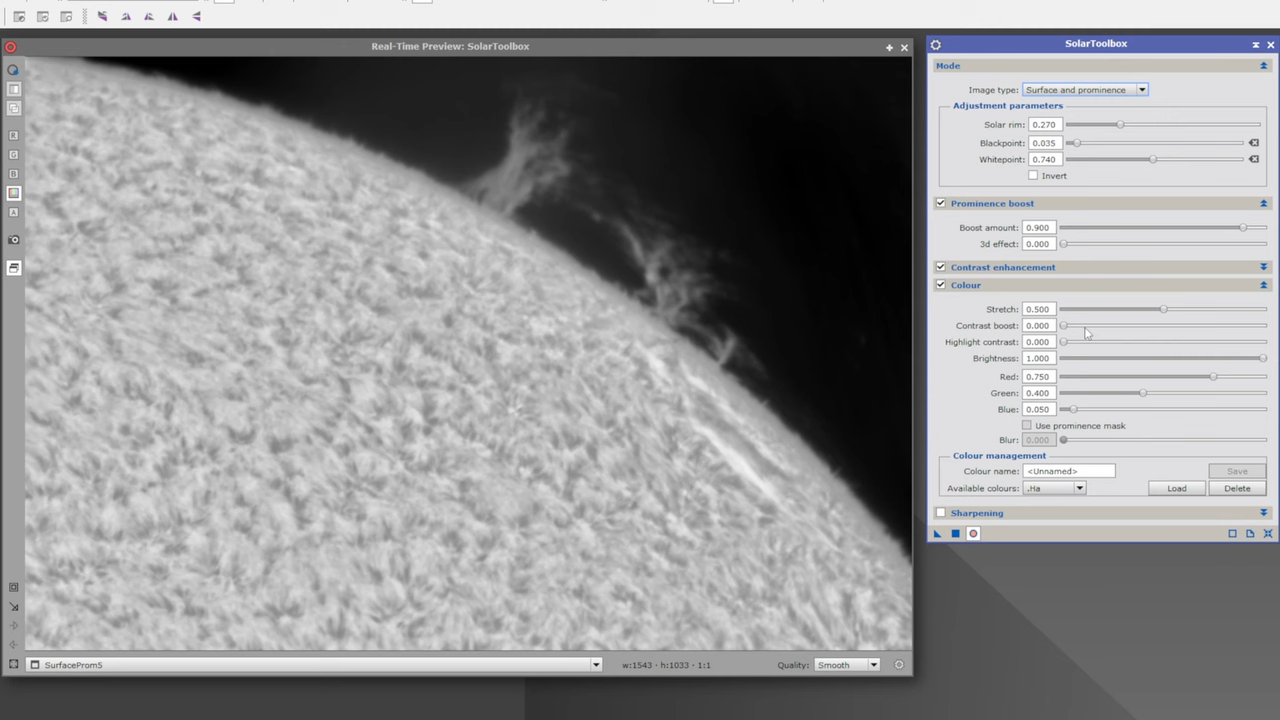 Real-Time Preview: SolarToolbox
R
G
B
A
SurfaceProm5
w:1543 · h:1033 · 1:1
Quality: Smooth
SolarToolbox
Mode
Image type: Surface and prominence
Adjustment parameters
Solar rim: 0.270
Blackpoint: 0.035
Whitepoint: 0.740
Invert
Prominence boost
Boost amount: 0.900
3d effect: 0.000
Contrast enhancement
Colour
Stretch: 0.500
Contrast boost: 0.000
Highlight contrast: 0.000
Brightness: 1.000
Red: 0.750
Green: 0.400
Blue: 0.050
Use prominence mask
Blur: 0.000
Colour management
Colour name: <Unnamed> Save
Available colours: .Ha Load Delete
Sharpening